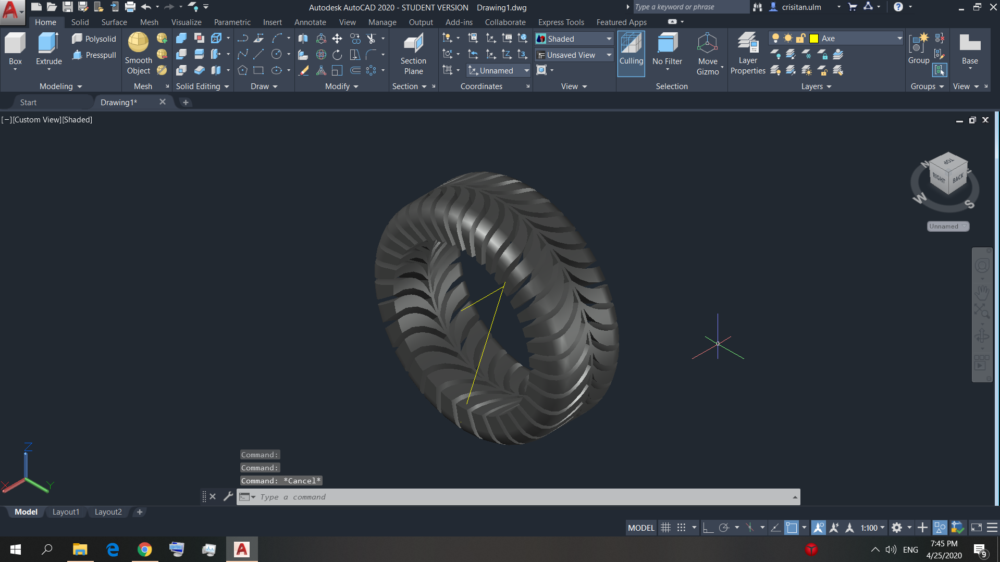 Autodesk AutoCAD 2020 - STUDENT VERSION    Drawing1.dwg
Type a keyword or phrase
crisitan.ulm
Home Solid Surface Mesh Visualize Parametric Insert Annotate View Manage Output Add-ins Collaborate Express Tools Featured Apps
Box
Extrude
Polysolid
Presspull
Modeling
Smooth
Object
Mesh
Solid Editing
Draw
Modify
Section
Plane
Section
Unnamed
Coordinates
Shaded
Unsaved View
View
Culling
No Filter
Move
Gizmo
Selection
Layer
Properties
Axe
Layers
Group
Groups
Base
View
Start
Drawing1*
[−][Custom View][Shaded]
TOP
RIGHT
BACK
N
W
S
Unnamed
Z
X
Y
Command:
Command:
Command: *Cancel*
Type a command
Model Layout1 Layout2
MODEL
1:100
ENG
7:45 PM
4/25/2020
9